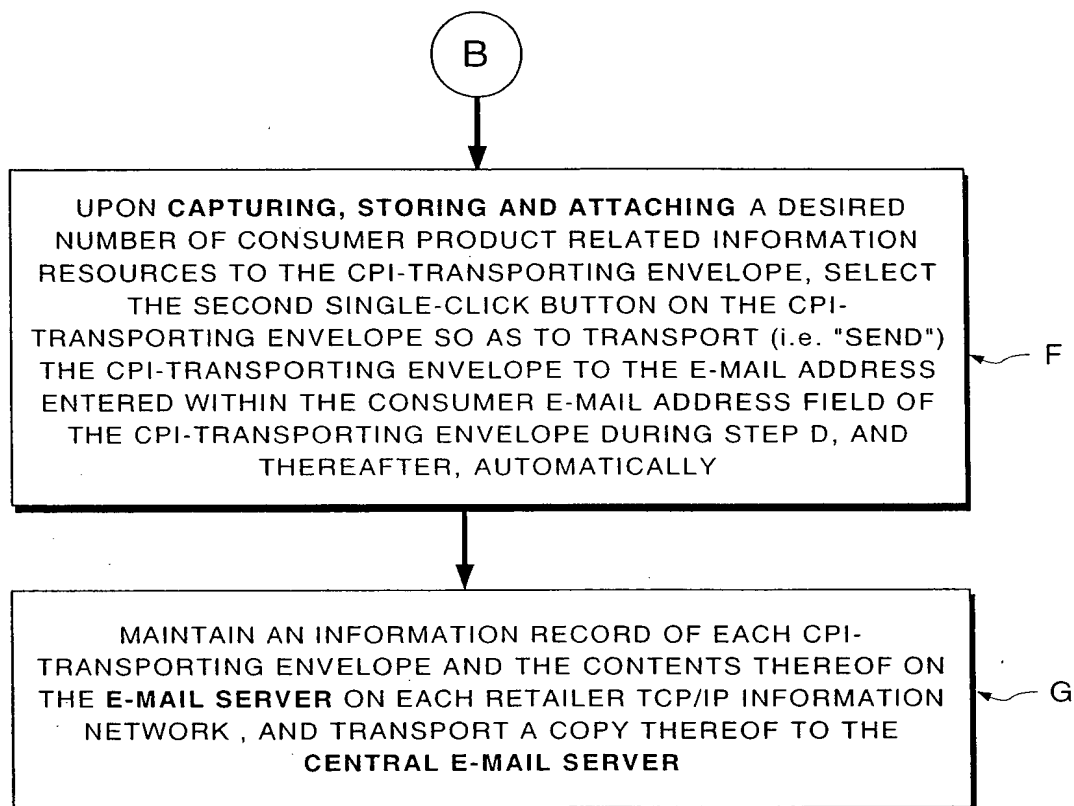 B
UPON CAPTURING, STORING AND ATTACHING A DESIRED
NUMBER OF CONSUMER PRODUCT RELATED INFORMATION
RESOURCES TO THE CPI-TRANSPORTING ENVELOPE, SELECT
THE SECOND SINGLE-CLICK BUTTON ON THE CPI-
TRANSPORTING ENVELOPE SO AS TO TRANSPORT (i.e. "SEND")
THE CPI-TRANSPORTING ENVELOPE TO THE E-MAIL ADDRESS
ENTERED WITHIN THE CONSUMER E-MAIL ADDRESS FIELD OF
THE CPI-TRANSPORTING ENVELOPE DURING STEP D, AND
THEREAFTER, AUTOMATICALLY
F
MAINTAIN AN INFORMATION RECORD OF EACH CPI-
TRANSPORTING ENVELOPE AND THE CONTENTS THEREOF ON
THE E-MAIL SERVER ON EACH RETAILER TCP/IP INFORMATION
NETWORK , AND TRANSPORT A COPY THEREOF TO THE
CENTRAL E-MAIL SERVER
G